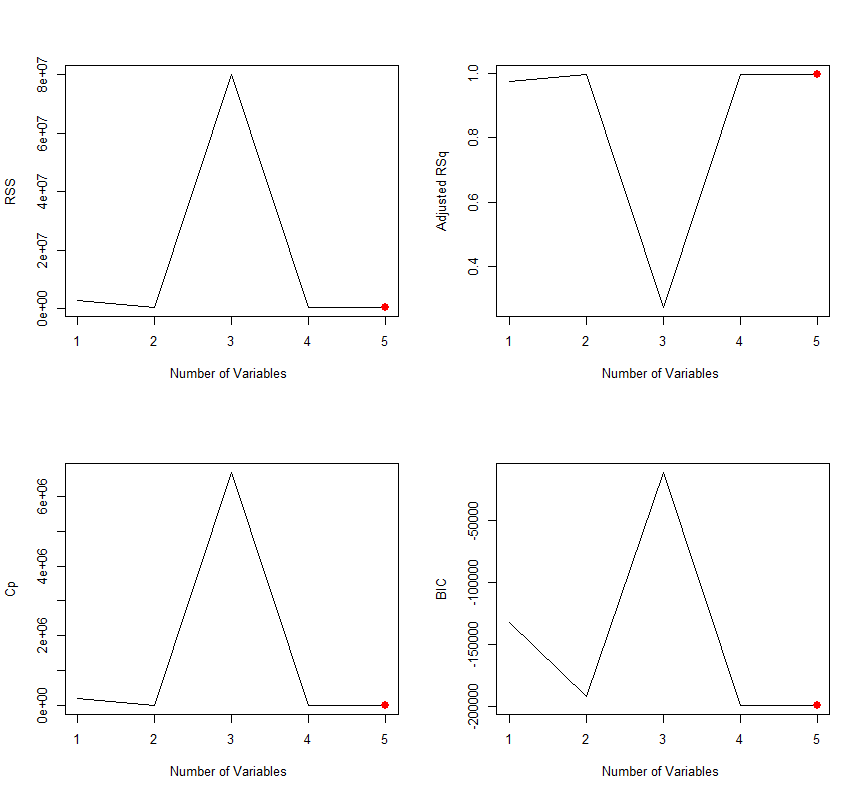 RSS
8e+07
6e+07
4e+07
2e+07
0e+00
1 2 3 4 5
Number of Variables
Adjusted RSq
1.0
0.8
0.6
0.4
1 2 3 4 5
Number of Variables
Cp
6e+06
4e+06
2e+06
0e+00
1 2 3 4 5
Number of Variables
BIC
-50000
-100000
-150000
-200000
1 2 3 4 5
Number of Variables